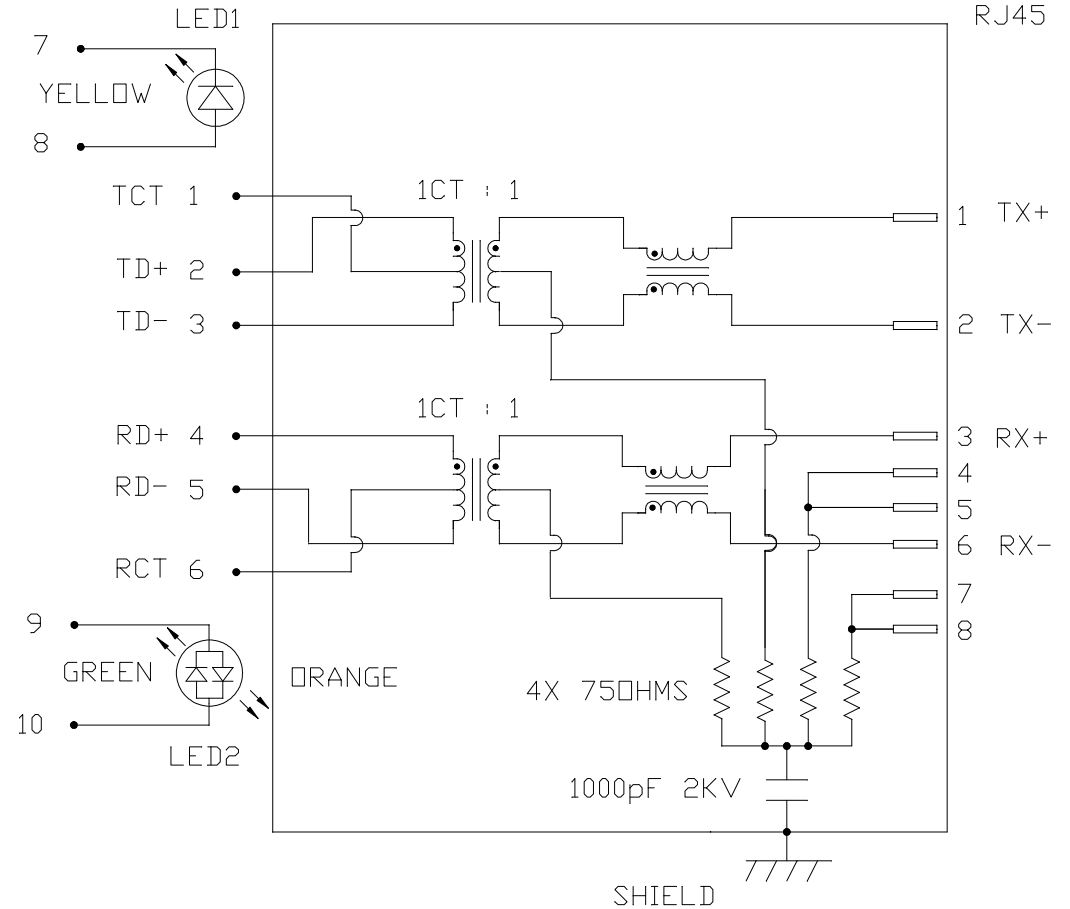 LED1
RJ45
7
YELLOW
8
TCT 1
1CT : 1
1 TX+
TD+ 2
TD- 3
2 TX-
1CT : 1
RD+ 4
3 RX+
4
RD- 5
5
6 RX-
RCT 6
7
9
8
GREEN
ORANGE
4X 75OHMS
10
LED2
1000pF 2KV
SHIELD